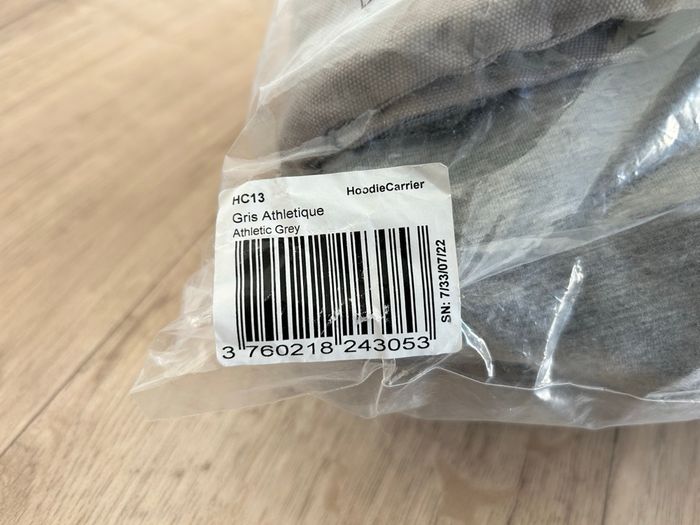 HC13 HoodieCarrier
Gris Athletique
Athletic Grey
SN: 7/33/07/22
3 760218 243053